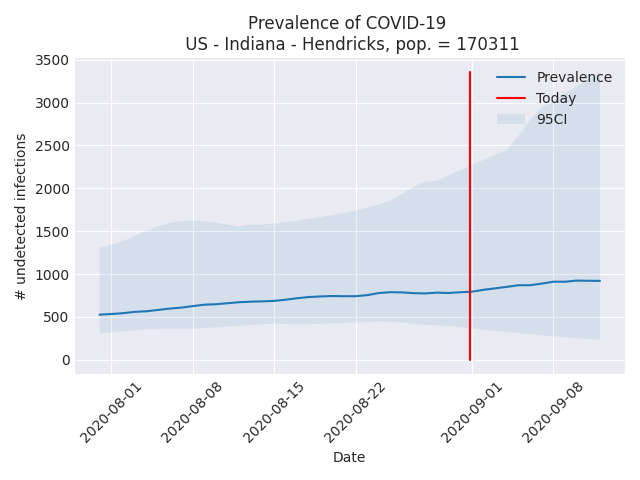 Prevalence of COVID-19
US - Indiana - Hendricks, pop. = 170311
Prevalence
Today
95CI
# undetected infections
3500
3000
2500
2000
1500
1000
500
0
2020-08-01
2020-08-08
2020-08-15
2020-08-22
2020-09-01
2020-09-08
Date